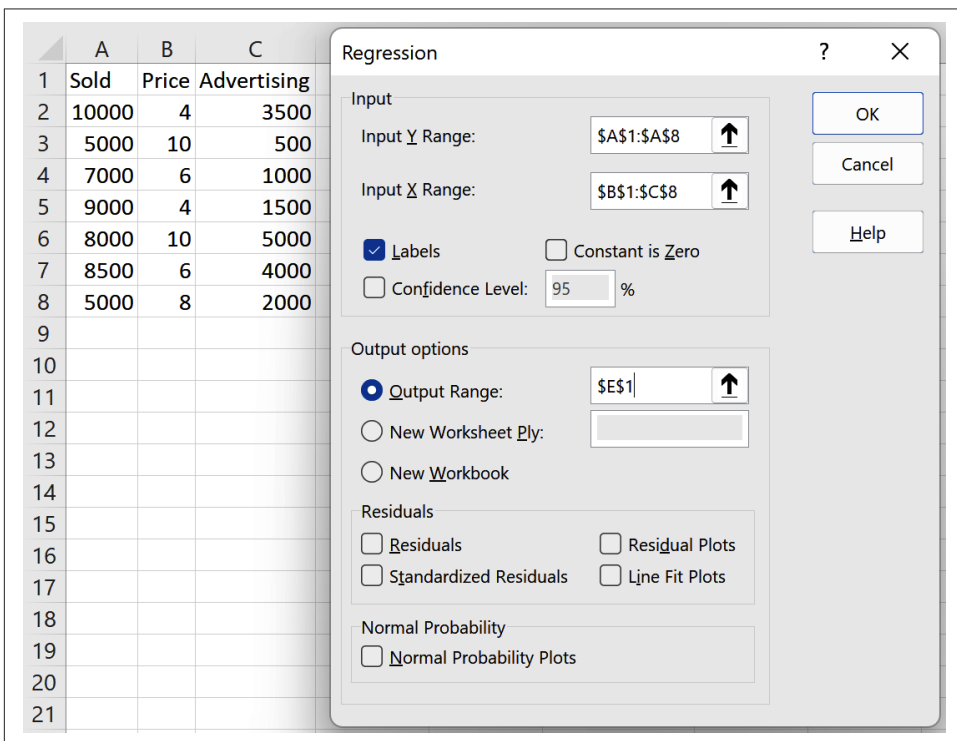 A B C
1 Sold Price Advertising
2 10000 4 3500
3 5000 10 500
4 7000 6 1000
5 9000 4 1500
6 8000 10 5000
7 8500 6 4000
8 5000 8 2000
9
10
11
12
13
14
15
16
17
18
19
20
21
Regression ? X
Input
Input Y Range: $A$1:$A$8
Input X Range: $B$1:$C$8
Labels Constant is Zero
Confidence Level: 95 %
OK
Cancel
Help
Output options
Output Range: $E$1
New Worksheet Ply:
New Workbook
Residuals
Residuals Residual Plots
Standardized Residuals Line Fit Plots
Normal Probability
Normal Probability Plots